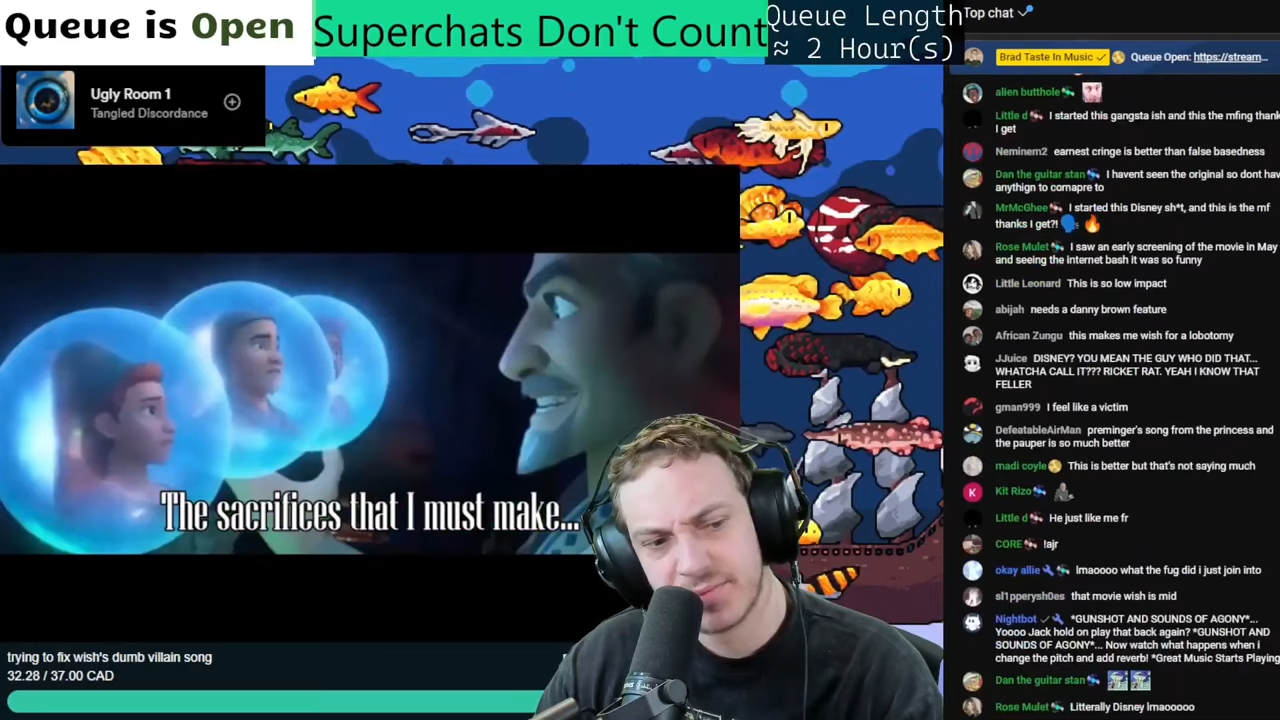 Queue is Open
Superchats Don't Count
Queue Length
≈ 2 Hour(s)
Ugly Room 1
Tangled Discordance
The sacrifices that I must make...
trying to fix wish's dumb villain song
32.28 / 37.00 CAD
Top chat
Brad Taste In Music Queue Open: https://stream...
alien butthole
Little d I started this gangsta ish and this the mfing thank
I get
Neminem2 earnest cringe is better than false basedness
Dan the guitar stan I havent seen the original so dont hav
anythign to comapre to
MrMcGhee I started this Disney sh*t, and this is the mf
thanks I get?!
Rose Mulet I saw an early screening of the movie in May
and seeing the internet bash it was so funny
Little Leonard This is so low impact
abijah needs a danny brown feature
African Zungu this makes me wish for a lobotomy
JJuice DISNEY? YOU MEAN THE GUY WHO DID THAT...
WHATCHA CALL IT??? RICKET RAT. YEAH I KNOW THAT
FELLER
gman999 I feel like a victim
DefeatableAirMan preminger's song from the princess and
the pauper is so much better
madi coyle This is better but that's not saying much
K Kit Rizo
Little d He just like me fr
CORE !ajr
okay allie lmaoooo what the fug did i just join into
sl1pperysh0es that movie wish is mid
Nightbot *GUNSHOT AND SOUNDS OF AGONY*...
Yoooo Jack hold on play that back again? *GUNSHOT AND
SOUNDS OF AGONY*... Now watch what happens when i
change the pitch and add reverb! *Great Music Starts Playing
Dan the guitar stan
Rose Mulet Litterally Disney lmaooooo